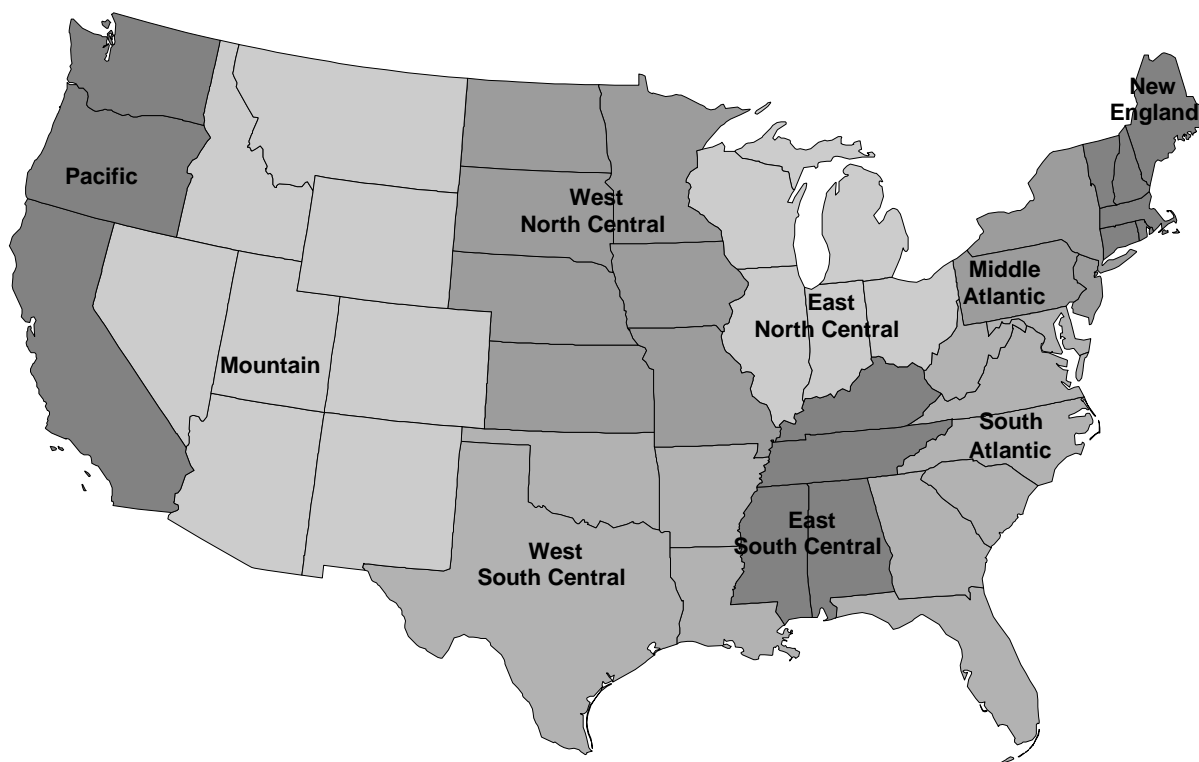 New
England
Pacific
West
North Central
Middle
Atlantic
East
North Central
Mountain
South
Atlantic
East
South Central
West
South Central